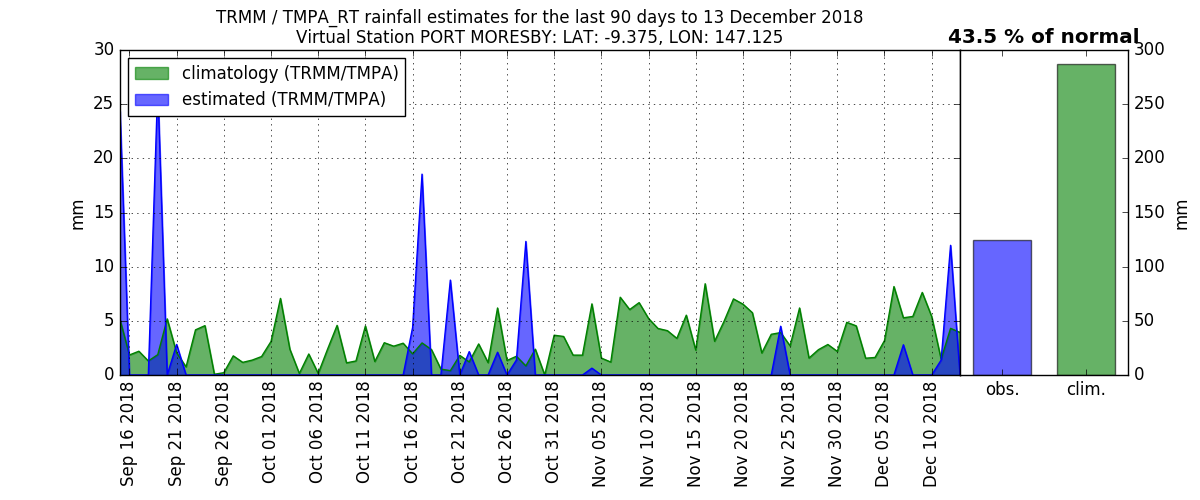 TRMM / TMPA_RT rainfall estimates for the last 90 days to 13 December 2018
Virtual Station PORT MORESBY: LAT: -9.375, LON: 147.125
43.5 % of normal
climatology (TRMM/TMPA)
estimated (TRMM/TMPA)
30
25
20
15
10
5
0
mm
300
250
200
150
100
50
0
mm
Sep 16 2018
Sep 21 2018
Sep 26 2018
Oct 01 2018
Oct 06 2018
Oct 11 2018
Oct 16 2018
Oct 21 2018
Oct 26 2018
Oct 31 2018
Nov 05 2018
Nov 10 2018
Nov 15 2018
Nov 20 2018
Nov 25 2018
Nov 30 2018
Dec 05 2018
Dec 10 2018
obs.
clim.